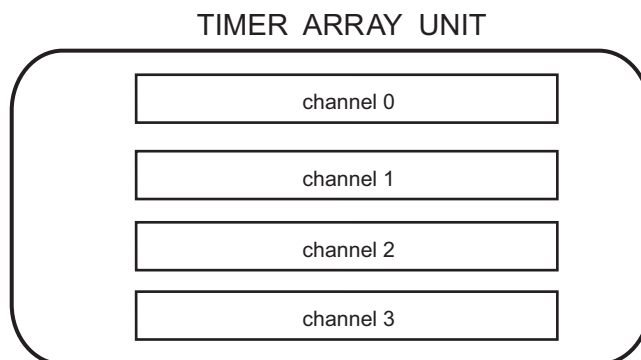 TIMER ARRAY UNIT
channel 0
channel 1
channel 2
channel 3